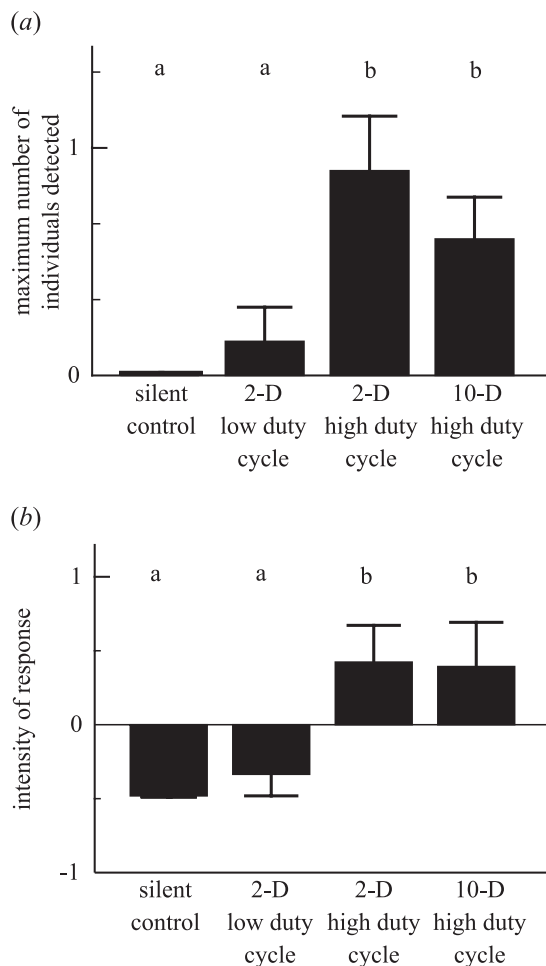 (a)
maximum number of
individuals detected
1
0
a a b b
silent 2-D 2-D 10-D
control low duty high duty high duty
cycle cycle cycle
(b)
intensity of response
1
0
-1
a a b b
silent 2-D 2-D 10-D
control low duty high duty high duty
cycle cycle cycle